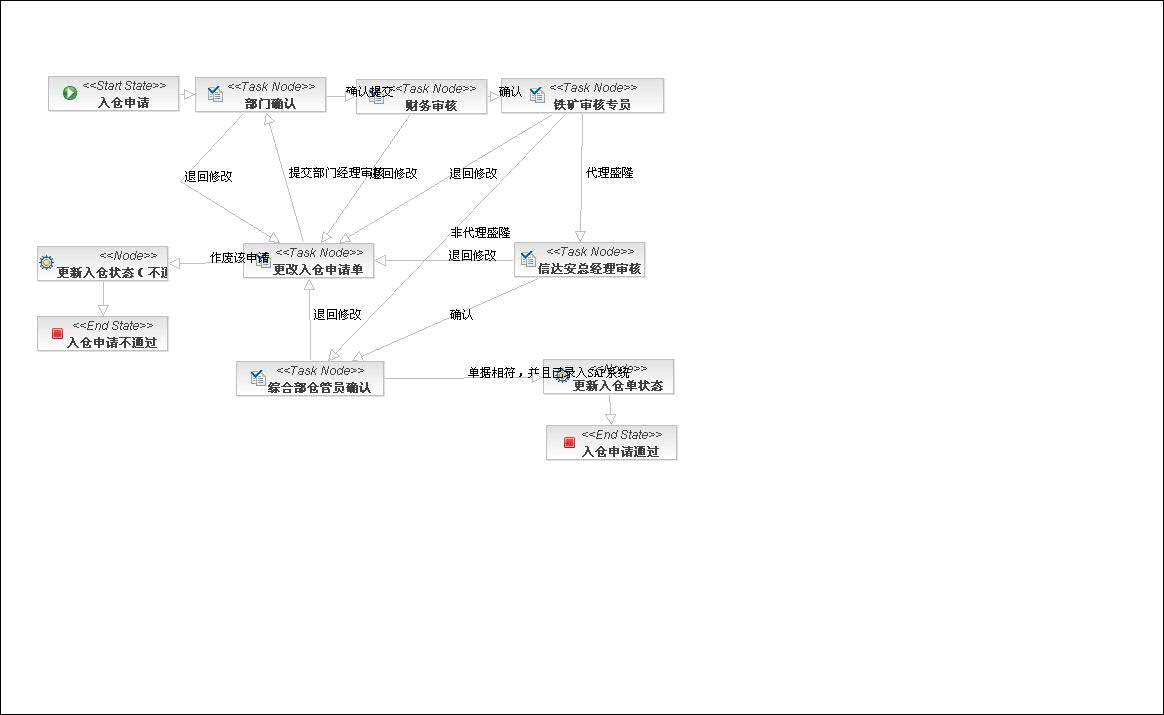 <<Start State>>
入仓申请
<<Task Node>>
部门确认
确认提交
<<Task Node>>
财务审核
确认
<<Task Node>>
铁矿审核专员
退回修改
提交部门经理审核
退回修改
退回修改
代理盛隆
非代理盛隆
<<Node>>
更新入仓状态(不通
作废该申请
<<Task Node>>
更改入仓申请单
退回修改
<<Task Node>>
信达安总经理审核
<<End State>>
入仓申请不通过
退回修改
确认
<<Task Node>>
综合部仓管员确认
单据相符，并且已录入SAP系统
<<Node>>
更新入仓单状态
<<End State>>
入仓申请通过